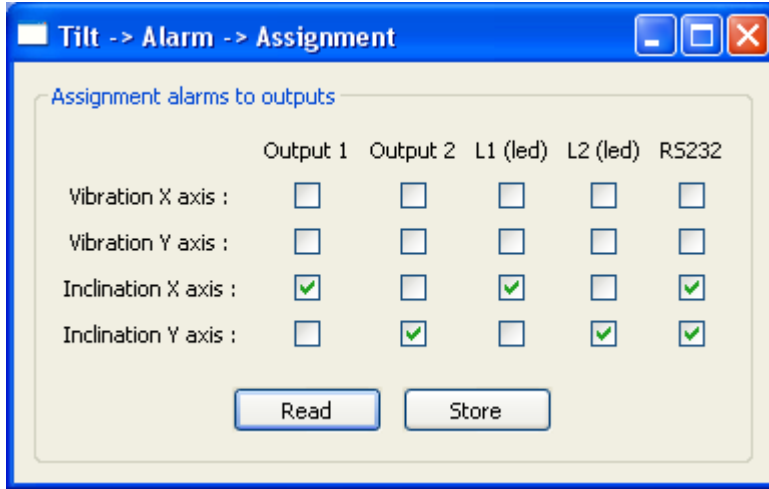 Tilt -> Alarm -> Assignment
Assignment alarms to outputs
Output 1 Output 2 L1 (led) L2 (led) RS232
Vibration X axis :
Vibration Y axis :
Inclination X axis :
Inclination Y axis :
Read Store